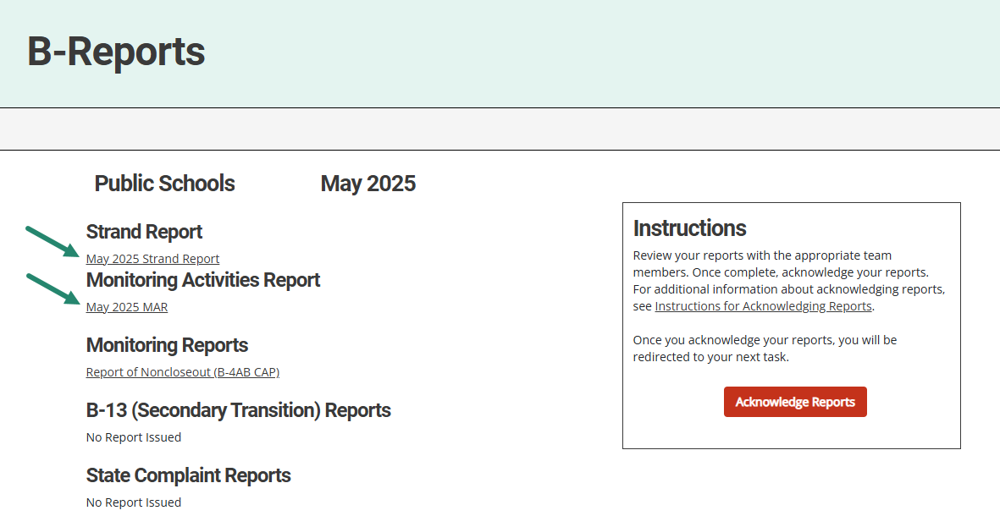 B-Reports
Public Schools May 2025
Strand Report
May 2025 Strand Report
Monitoring Activities Report
May 2025 MAR
Monitoring Reports
Report of Noncloseout (B-4AB CAP)
B-13 (Secondary Transition) Reports
No Report Issued
State Complaint Reports
No Report Issued
Instructions
Review your reports with the appropriate team
members. Once complete, acknowledge your reports.
For additional information about acknowledging reports,
see Instructions for Acknowledging Reports.
Once you acknowledge your reports, you will be
redirected to your next task.
Acknowledge Reports